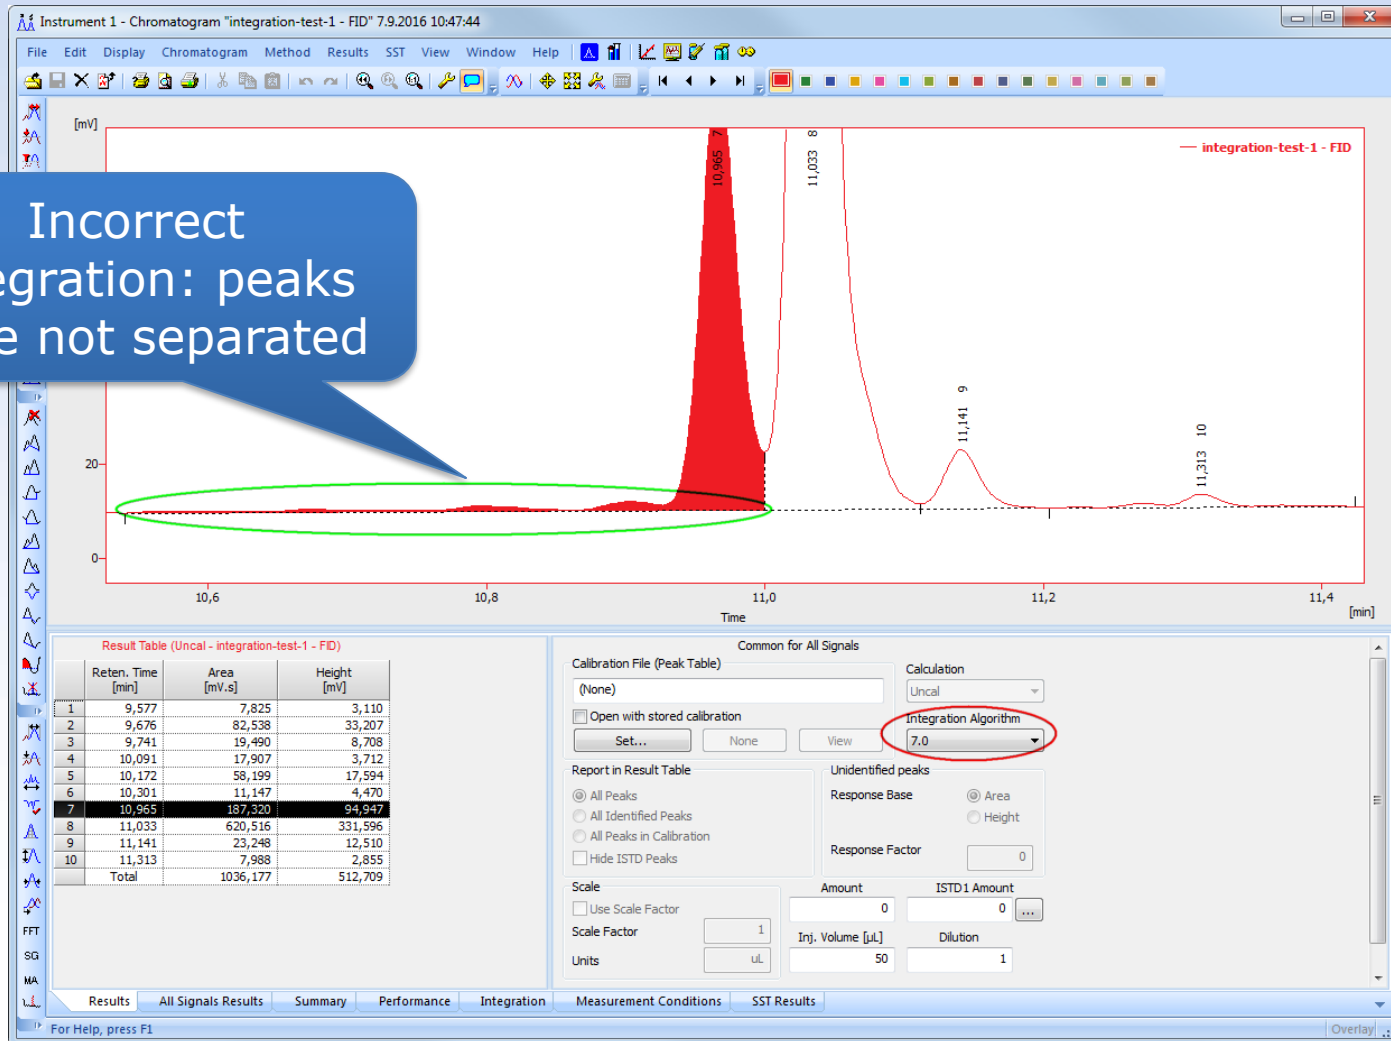 Instrument 1 - Chromatogram "integration-test-1 - FID" 7.9.2016 10:47:44
File Edit Display Chromatogram Method Results SST View Window Help
[mV]
10,965 7
11,033 8
integration-test-1 - FID
Incorrect
egration: peaks
e not separated
11,141 9
11,313 10
20
0
10,6 10,8 11,0 11,2 11,4
Time
[min]
Result Table (Uncal - integration-test-1 - FID)
Reten. Time [min] Area [mV.s] Height [mV]
1 9,577 7,825 3,110
2 9,676 82,538 33,207
3 9,741 19,490 8,708
4 10,091 17,907 3,712
5 10,172 58,199 17,594
6 10,301 11,147 4,470
7 10,965 187,320 94,947
8 11,033 620,516 331,596
9 11,141 23,248 12,510
10 11,313 7,988 2,855
Total 1036,177 512,709
Common for All Signals
Calibration File (Peak Table)
(None)
Open with stored calibration
Set... None View
Calculation
Uncal
Integration Algorithm
7.0
Report in Result Table
All Peaks
All Identified Peaks
All Peaks in Calibration
Hide ISTD Peaks
Unidentified peaks
Response Base Area
Height
Response Factor 0
Scale
Use Scale Factor
Scale Factor 1
Units uL
Amount ISTD1 Amount
0 0 ...
Inj. Volume [µL] Dilution
50 1
FFT
SG
MA
Results All Signals Results Summary Performance Integration Measurement Conditions SST Results
For Help, press F1
Overlay